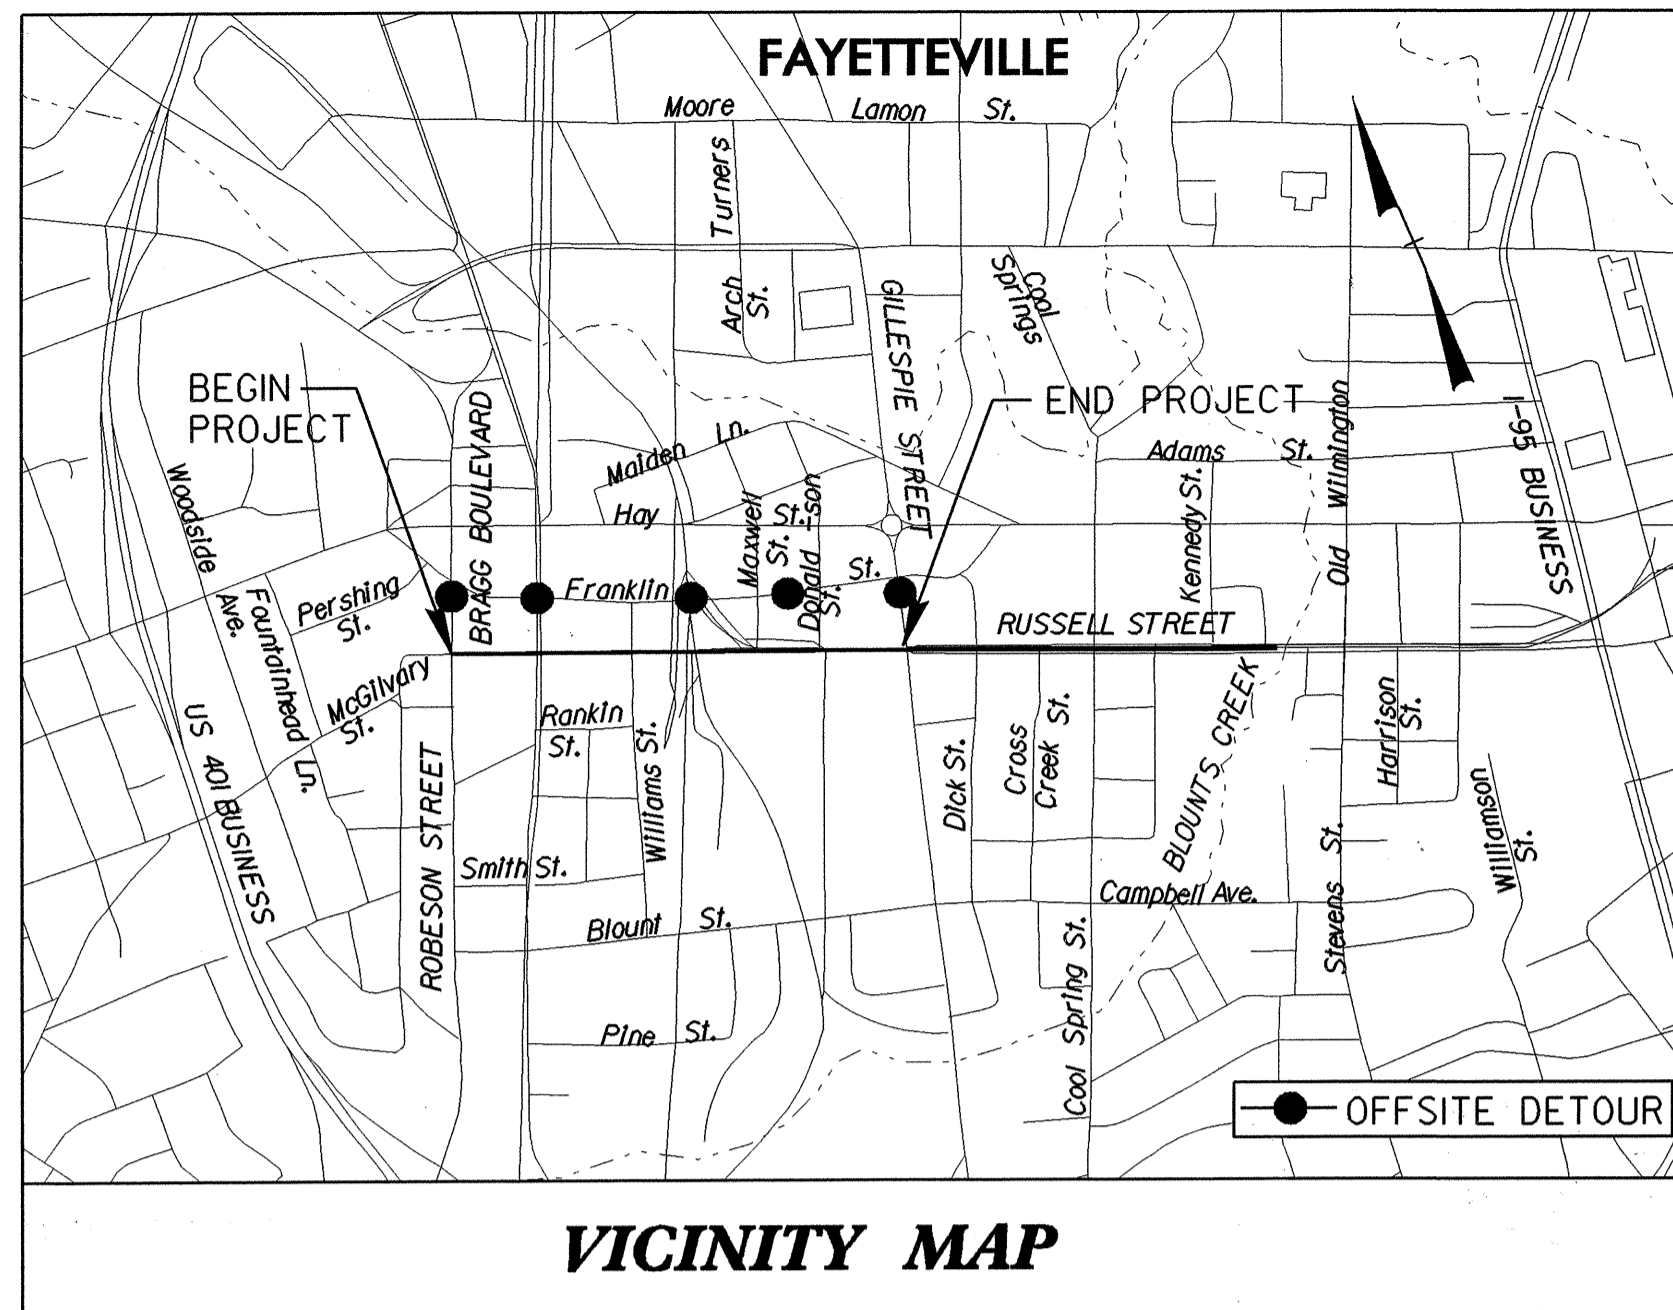 FAYETTEVILLE
Moore Lamon St.
Turners
Arch
St.
Cool
Springs
GILLESPIE STREET
BEGIN
PROJECT
END PROJECT
BRAGG BOULEVARD
Maiden Ln.
Hay St.
Maxwell
St.
Donald -son
St.
Franklin St.
Adams St.
Kennedy St.
Old Wilmington
I-95 BUSINESS
Woodside
Ave.
Fountainhead Ln.
Pershing
St.
McGilvary
St.
RUSSELL STREET
US 401 BUSINESS
ROBESON STREET
Rankin
St.
Williams St.
Smith St.
Blount St.
Pine St.
Dick St.
Cross
Creek St.
BLOUNTS CREEK
Campbell Ave.
Cool Spring St.
Stevens St.
Harrison
St.
Williamson
St.
OFFSITE DETOUR
VICINITY MAP